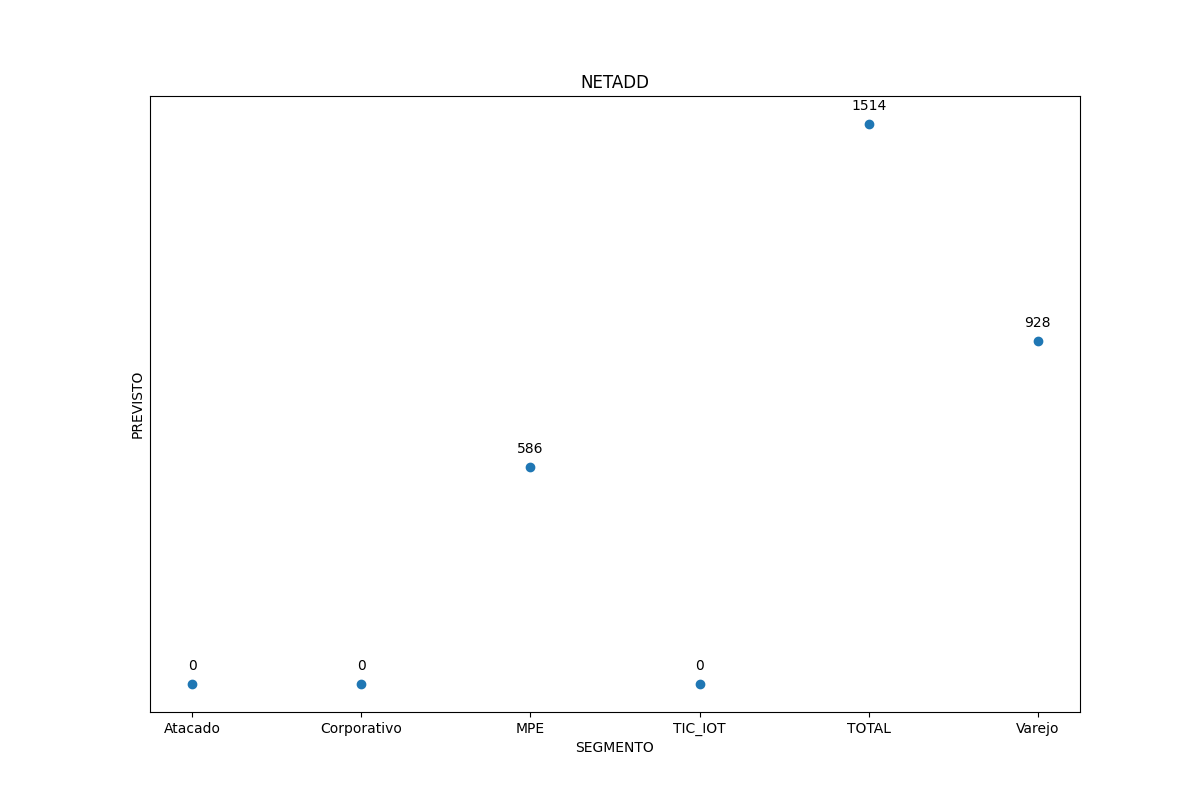 NETADD
1514
928
PREVISTO
586
0 0 0
Atacado Corporativo MPE TIC_IOT TOTAL Varejo
SEGMENTO